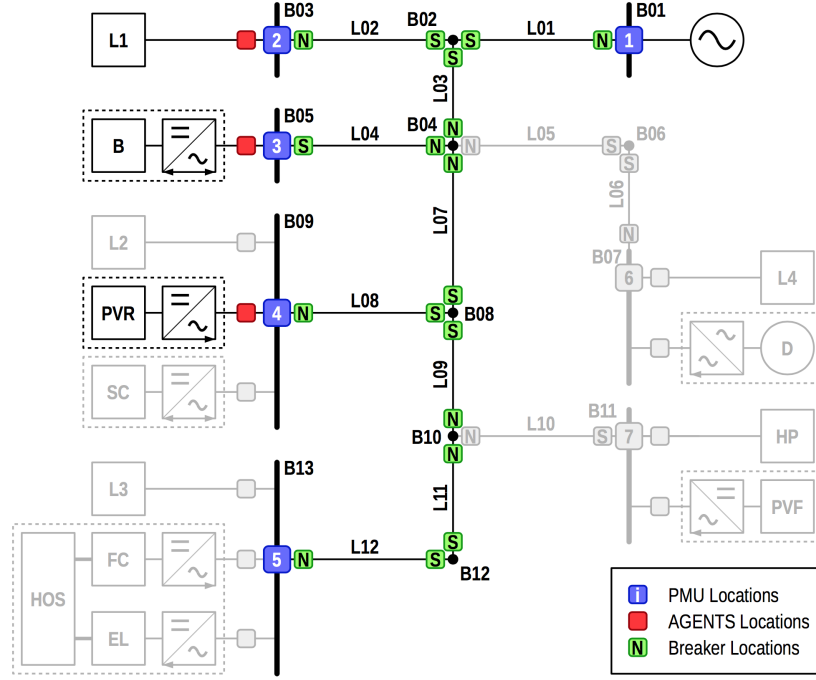 B03 B02 B01
L1 2 N L02 S S L01 N 1
S
L03
B05 B04 N
B 3 S L04 N N L05 S B06
N S
L06
L07 N
B09 B07
L2 6 L4
PVR 4 N L08 S S B08
S
D
SC L09
N B11
B10 N L10 S 7 HP
N
B13
L3 L11 PVF
S
FC 5 N L12 S
B12
HOS
EL
i PMU Locations
AGENTS Locations
N Breaker Locations